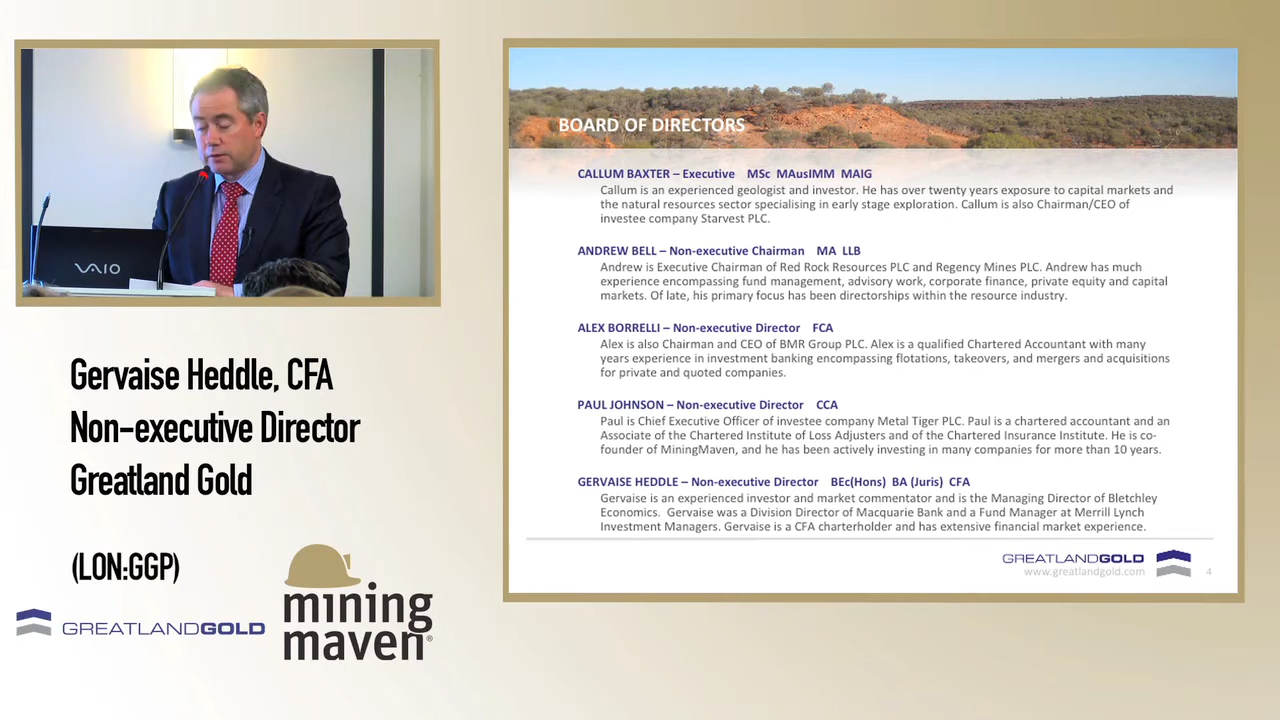 VAIO
Gervaise Heddle, CFA
Non-executive Director
Greatland Gold
(LON:GGP)
GREATLANDGOLD
mining
maven®
BOARD OF DIRECTORS
CALLUM BAXTER – Executive MSc MAusIMM MAIG
Callum is an experienced geologist and investor. He has over twenty years exposure to capital markets and
the natural resources sector specialising in early stage exploration. Callum is also Chairman/CEO of
investee company Starvest PLC.
ANDREW BELL – Non-executive Chairman MA LLB
Andrew is Executive Chairman of Red Rock Resources PLC and Regency Mines PLC. Andrew has much
experience encompassing fund management, advisory work, corporate finance, private equity and capital
markets. Of late, his primary focus has been directorships within the resource industry.
ALEX BORRELLI – Non-executive Director FCA
Alex is also Chairman and CEO of BMR Group PLC. Alex is a qualified Chartered Accountant with many
years experience in investment banking encompassing flotations, takeovers, and mergers and acquisitions
for private and quoted companies.
PAUL JOHNSON – Non-executive Director CCA
Paul is Chief Executive Officer of investee company Metal Tiger PLC. Paul is a chartered accountant and an
Associate of the Chartered Institute of Loss Adjusters and of the Chartered Insurance Institute. He is co-
founder of MiningMaven, and he has been actively investing in many companies for more than 10 years.
GERVAISE HEDDLE – Non-executive Director BEc(Hons) BA (Juris) CFA
Gervaise is an experienced investor and market commentator and is the Managing Director of Bletchley
Economics. Gervaise was a Division Director of Macquarie Bank and a Fund Manager at Merrill Lynch
Investment Managers. Gervaise is a CFA charterholder and has extensive financial market experience.
GREATLANDGOLD
www.greatlandgold.com
4